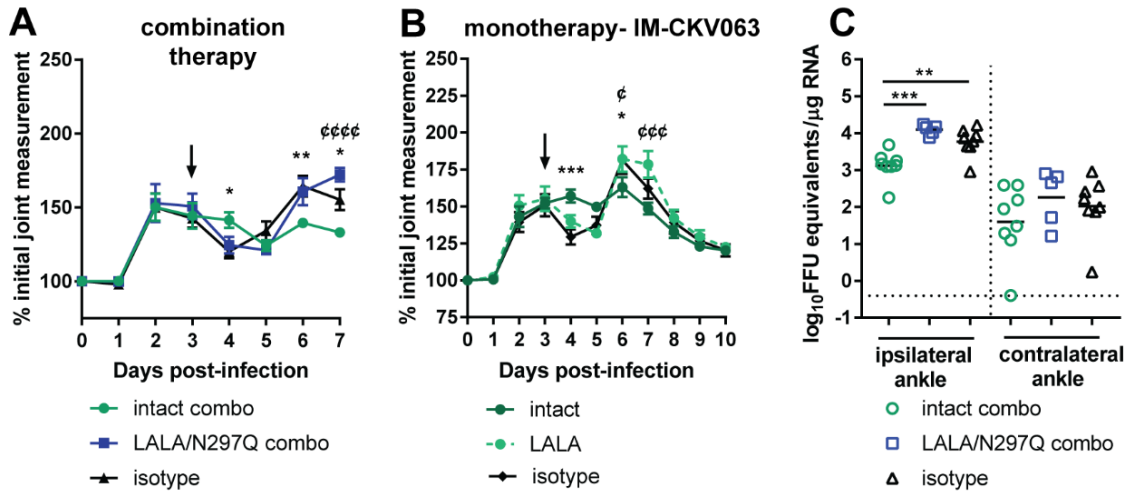 A
combination
therapy
% initial joint measurement
250
200
150
100
¢¢¢¢
*
**
*
0 1 2 3 4 5 6 7
Days post-infection
intact combo
LALA/N297Q combo
isotype
B
monotherapy- IM-CKV063
% initial joint measurement
250
225
200
175
150
125
100
75
¢
*
¢¢¢
***
0 1 2 3 4 5 6 7 8 9 10
Days post-infection
intact
LALA
isotype
C
log10FFU equivalents/μg RNA
6
5
4
3
2
1
0
-1
**
***
ipsilateral
ankle
contralateral
ankle
intact combo
LALA/N297Q combo
isotype